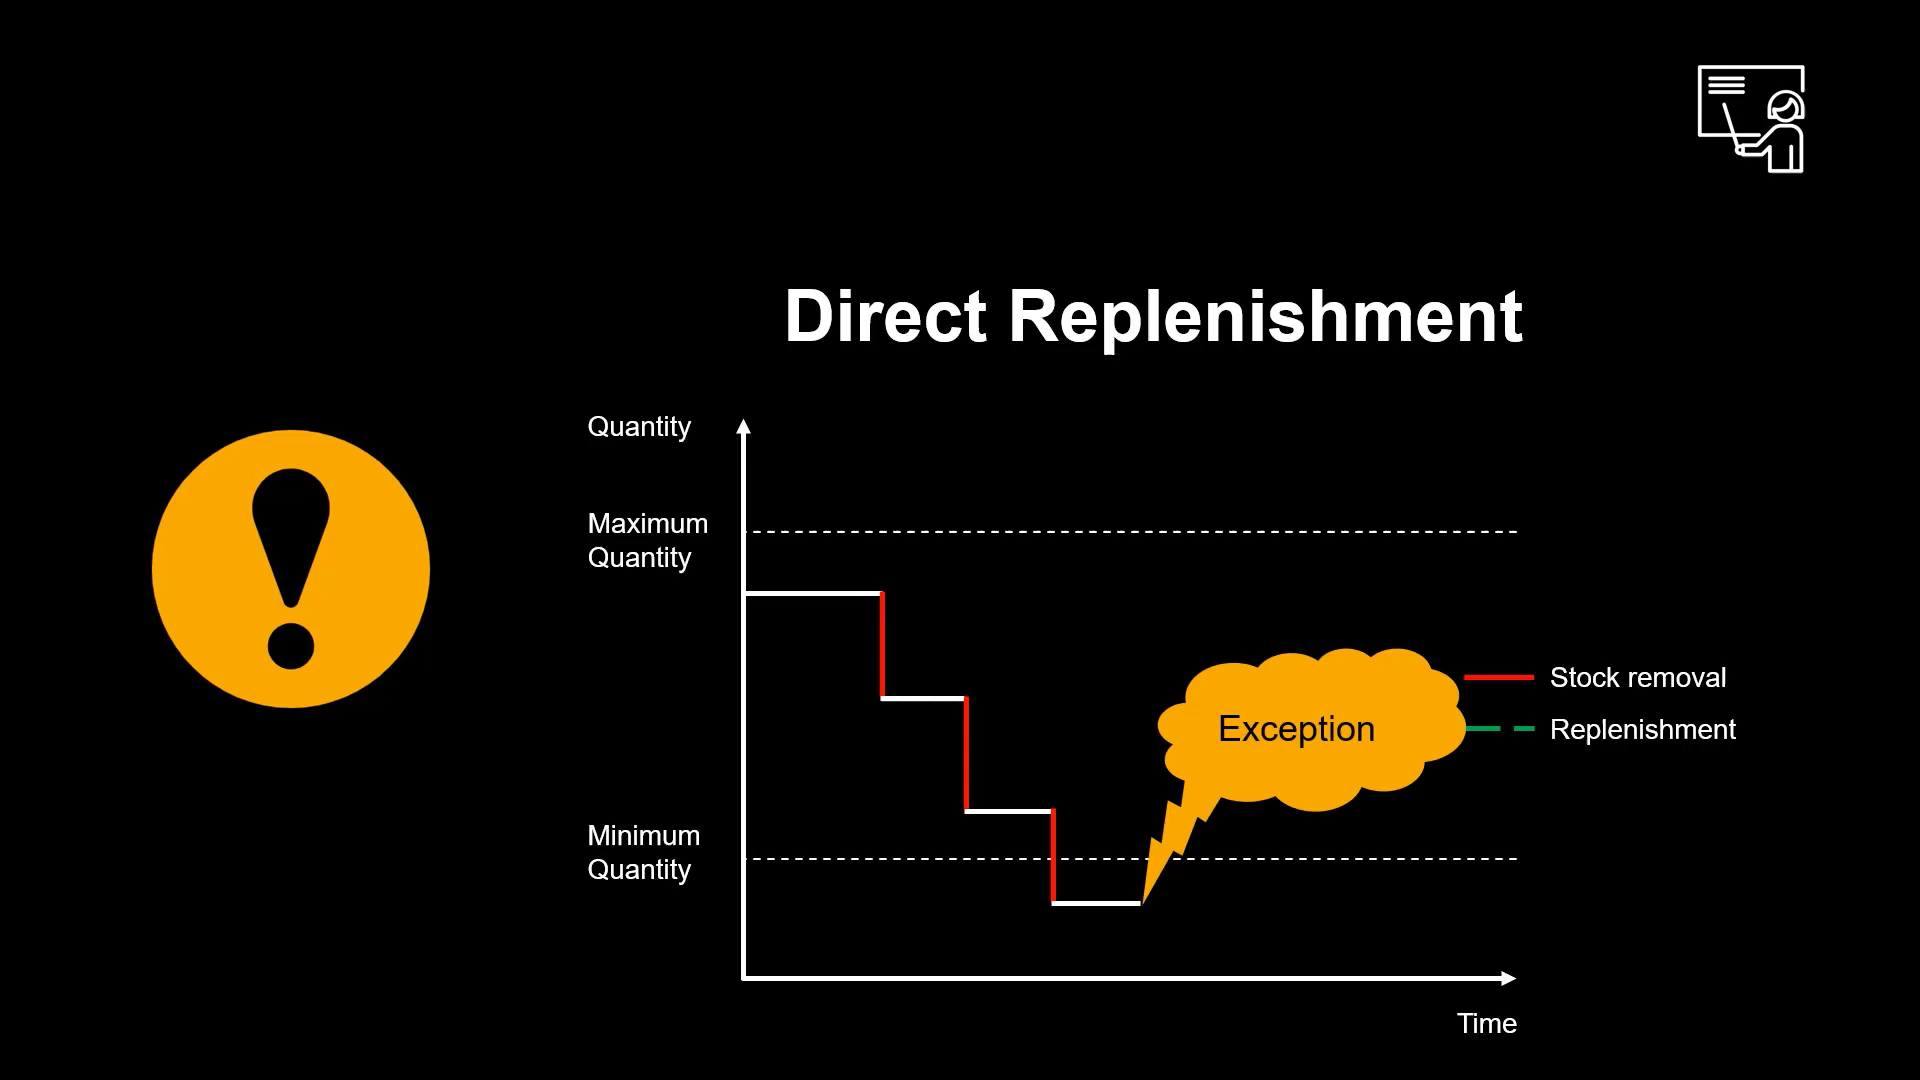 Direct Replenishment
Quantity
Maximum
Quantity
Exception
Stock removal
Replenishment
Minimum
Quantity
Time